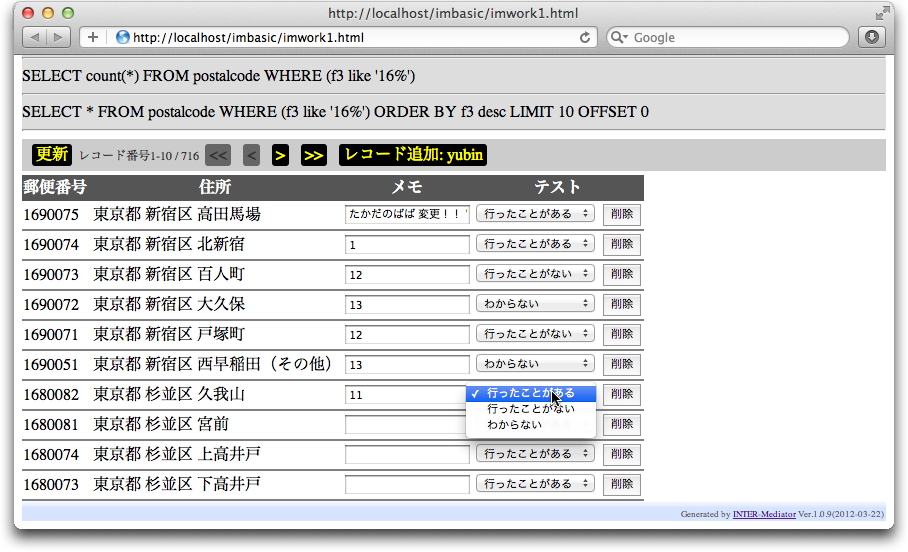 http://localhost/imbasic/imwork1.html
http://localhost/imbasic/imwork1.html Google
SELECT count(*) FROM postalcode WHERE (f3 like '16%')
SELECT * FROM postalcode WHERE (f3 like '16%') ORDER BY f3 desc LIMIT 10 OFFSET 0
更新 レコード番号1-10 / 716 << < > >> レコード追加: yubin
郵便番号 住所 メモ テスト
1690075 東京都 新宿区 高田馬場 たかだのばば 変更！！ 行ったことがある 削除
1690074 東京都 新宿区 北新宿 1 行ったことがある 削除
1690073 東京都 新宿区 百人町 12 行ったことがない 削除
1690072 東京都 新宿区 大久保 13 わからない 削除
1690071 東京都 新宿区 戸塚町 12 行ったことがない 削除
1690051 東京都 新宿区 西早稲田（その他） 13 わからない 削除
1680082 東京都 杉並区 久我山 11 ✓ 行ったことがある 削除
行ったことがない
1680081 東京都 杉並区 宮前 わからない 削除
1680074 東京都 杉並区 上高井戸 行ったことがある 削除
1680073 東京都 杉並区 下高井戸 行ったことがある 削除
Generated by INTER-Mediator Ver.1.0.9(2012-03-22)